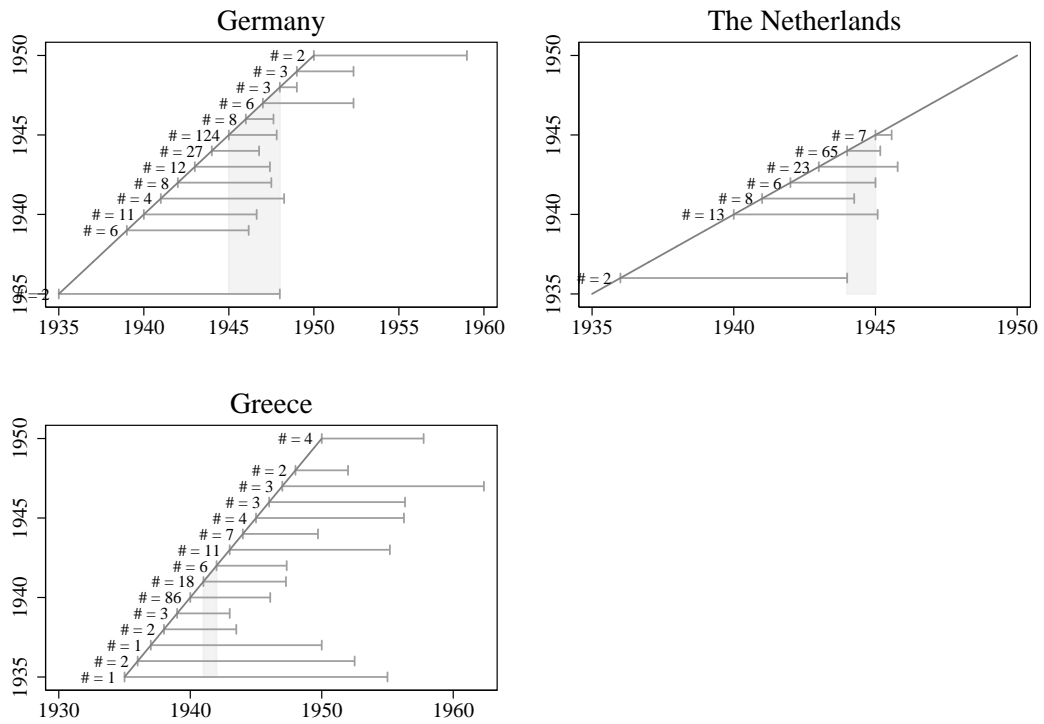 Germany
1950
1945
1940
1935
# = 2
# = 3
# = 3
# = 6
# = 8
# = 124
# = 27
# = 12
# = 8
# = 4
# = 11
# = 6
# = 2
1935 1940 1945 1950 1955 1960
The Netherlands
1950
1945
1940
1935
# = 7
# = 65
# = 23
# = 6
# = 8
# = 13
# = 2
1935 1940 1945 1950
Greece
1950
1945
1940
1935
# = 4
# = 2
# = 3
# = 3
# = 4
# = 7
# = 11
# = 6
# = 18
# = 86
# = 3
# = 2
# = 1
# = 2
# = 1
1930 1940 1950 1960